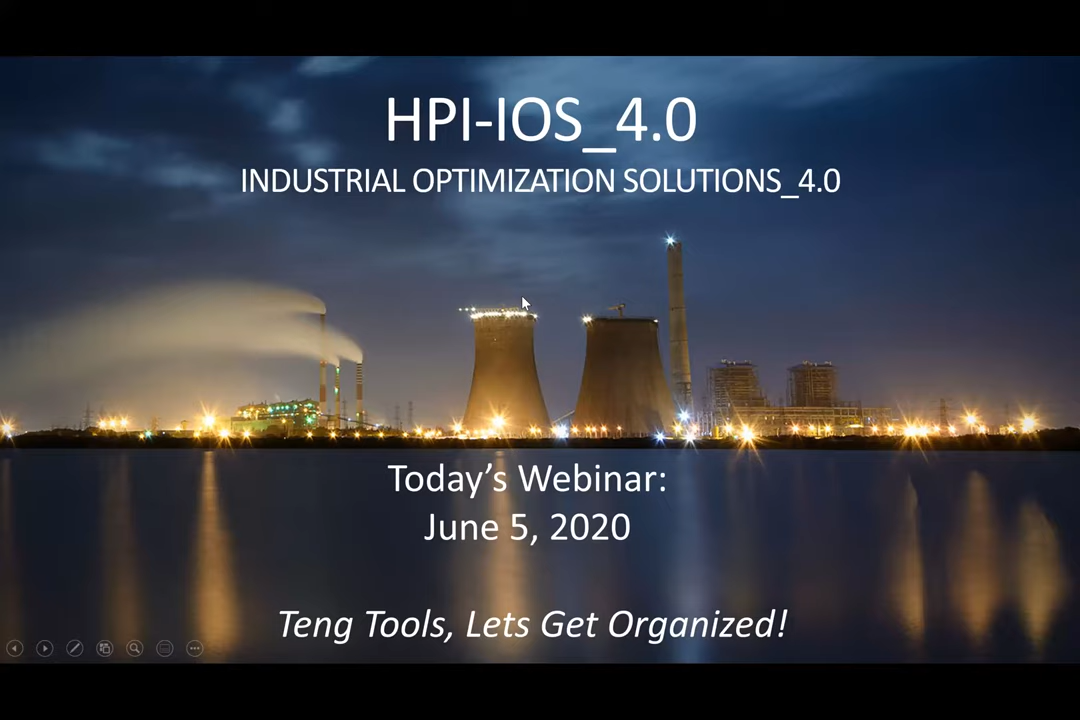 HPI-IOS_4.0
INDUSTRIAL OPTIMIZATION SOLUTIONS_4.0
Today’s Webinar:
June 5, 2020
Teng Tools, Lets Get Organized!